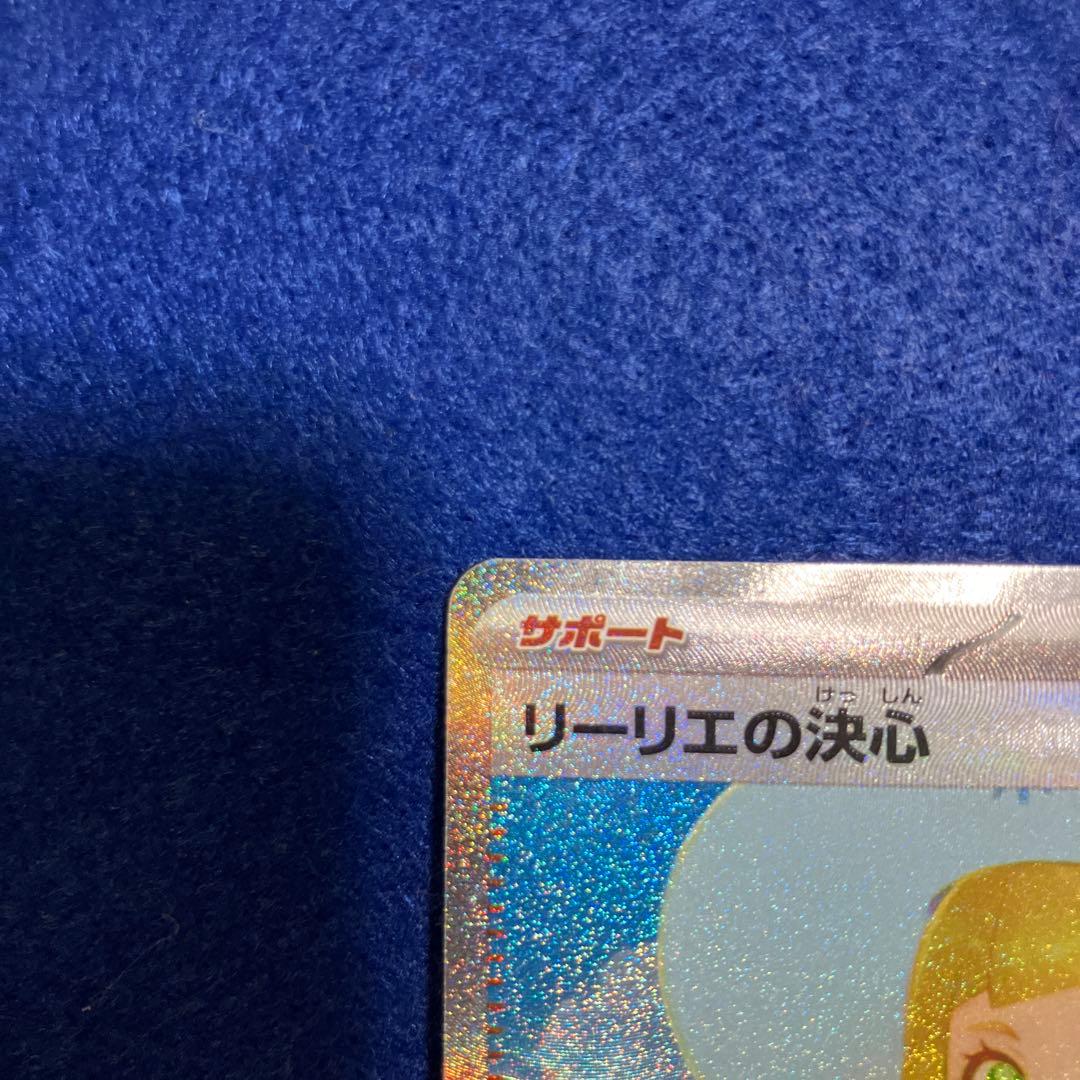 サポート
けっ しん
リーリエの決心